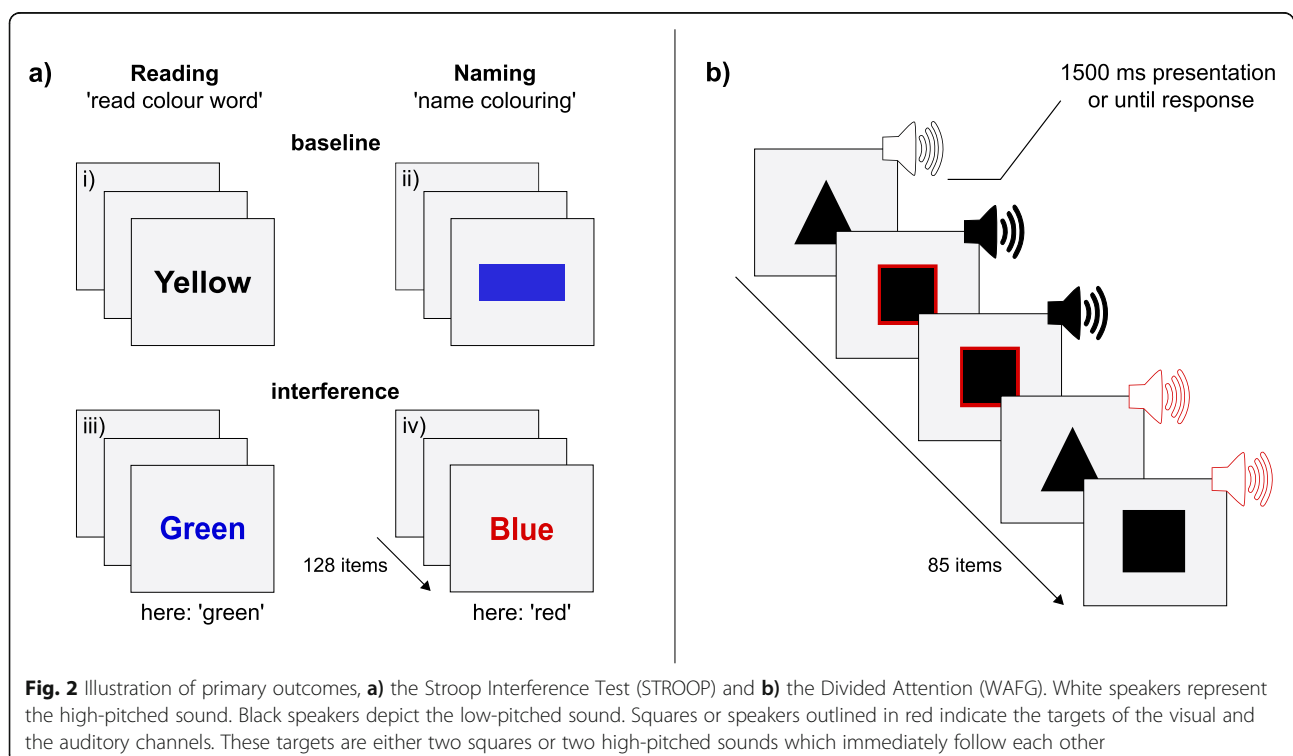 a)
Reading
'read colour word'
Naming
'name colouring'
baseline
i)
Yellow
ii)
interference
iii)
Green
here: 'green'
iv)
Blue
128 items
here: 'red'
b)
1500 ms presentation
or until response
85 items
Fig. 2 Illustration of primary outcomes, a) the Stroop Interference Test (STROOP) and b) the Divided Attention (WAFG). White speakers represent
the high-pitched sound. Black speakers depict the low-pitched sound. Squares or speakers outlined in red indicate the targets of the visual and
the auditory channels. These targets are either two squares or two high-pitched sounds which immediately follow each other